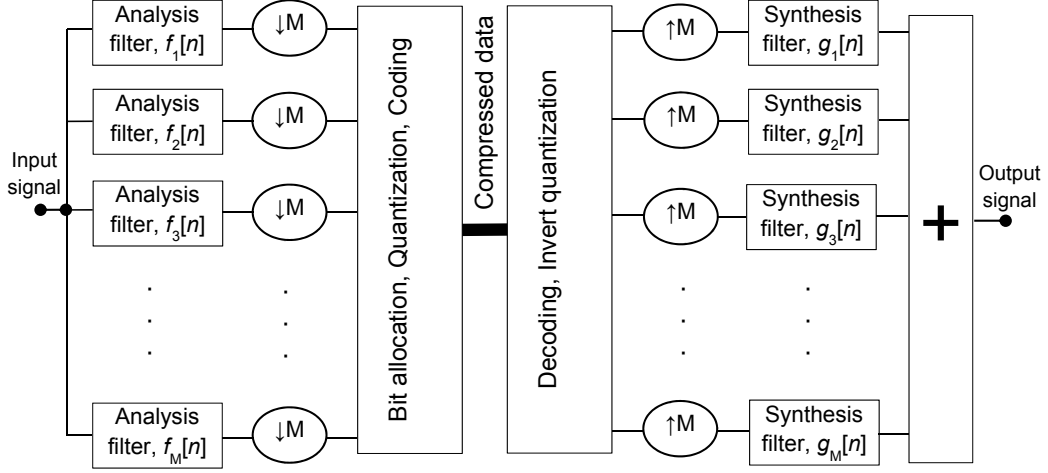 Input
signal
Analysis
filter, f1[n]
↓M
Analysis
filter, f2[n]
↓M
Analysis
filter, f3[n]
↓M
. .
. .
. .
Analysis
filter, fM[n]
↓M
Bit allocation, Quantization, Coding
Compressed data
Decoding, Invert quantization
↑M
Synthesis
filter, g1[n]
↑M
Synthesis
filter, g2[n]
↑M
Synthesis
filter, g3[n]
. .
. .
. .
↑M
Synthesis
filter, gM[n]
+
Output
signal